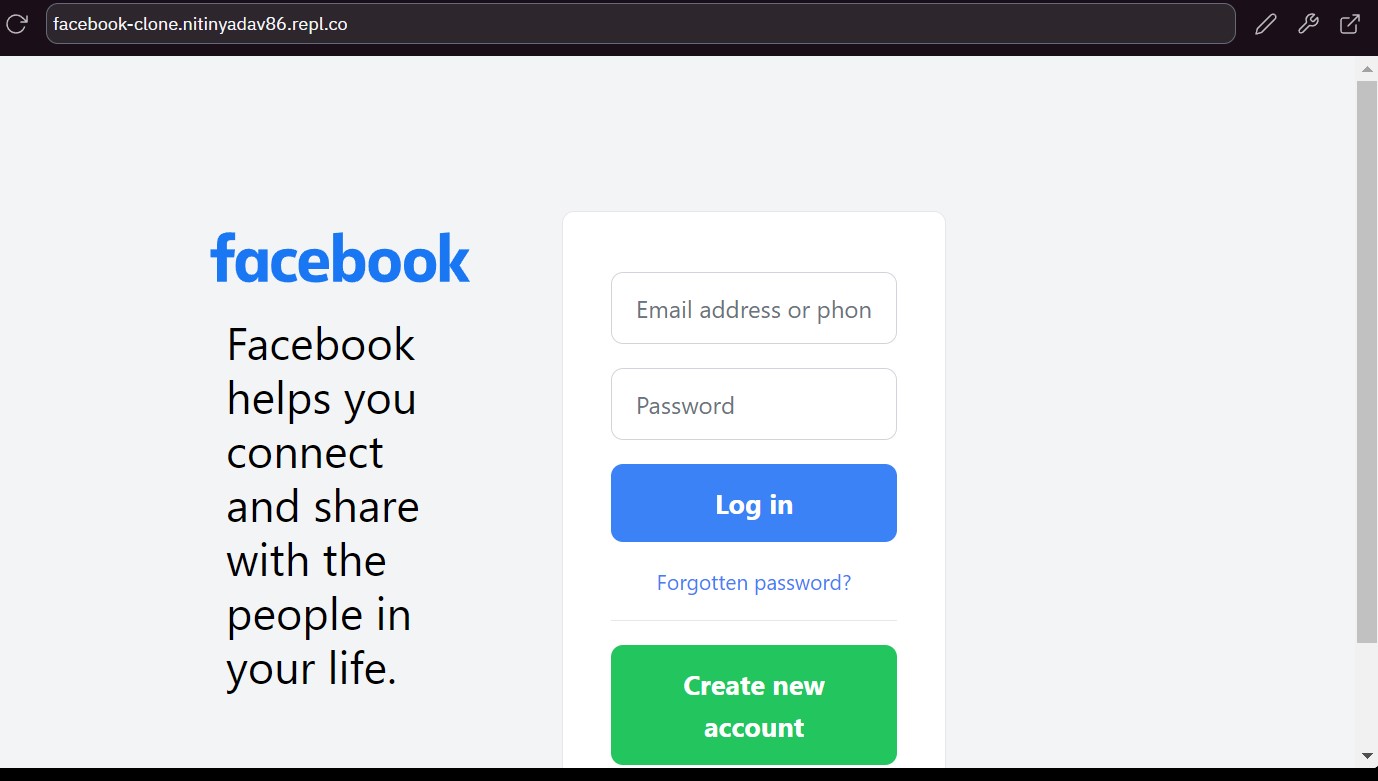 facebook-clone.nitinyadav86.repl.co
facebook
Facebook
helps you
connect
and share
with the
people in
your life.
Email address or phon
Password
Log in
Forgotten password?
Create new
account